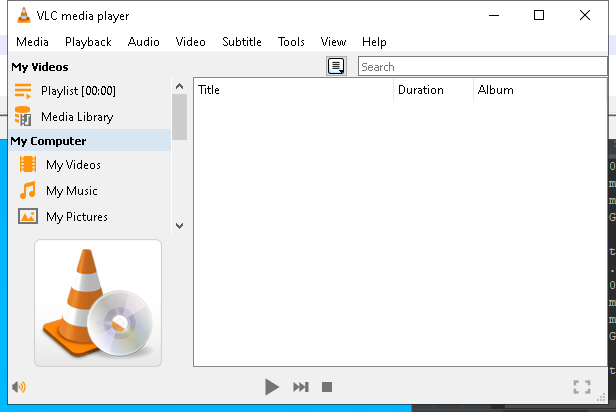 VLC media player
Media Playback Audio Video Subtitle Tools View Help
My Videos
Search
Playlist [00:00]
Media Library
My Computer
My Videos
My Music
My Pictures
Title Duration Album